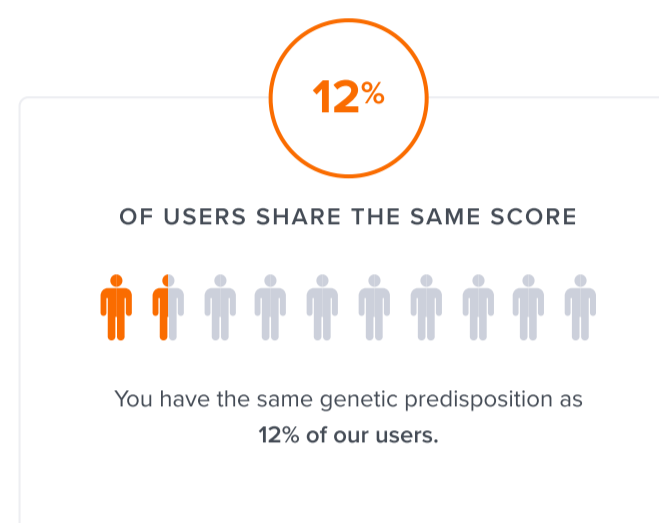 12%
OF USERS SHARE THE SAME SCORE
You have the same genetic predisposition as
12% of our users.